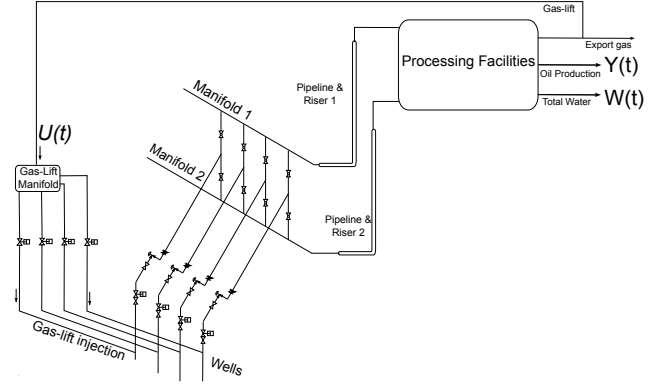 Gas-lift
Export gas
Processing Facilities
Oil Production
Y(t)
Total Water
W(t)
Pipeline &
Riser 1
Manifold 1
U(t)
Gas-Lift
Manifold
Manifold 2
Pipeline &
Riser 2
Gas-lift injection
Wells